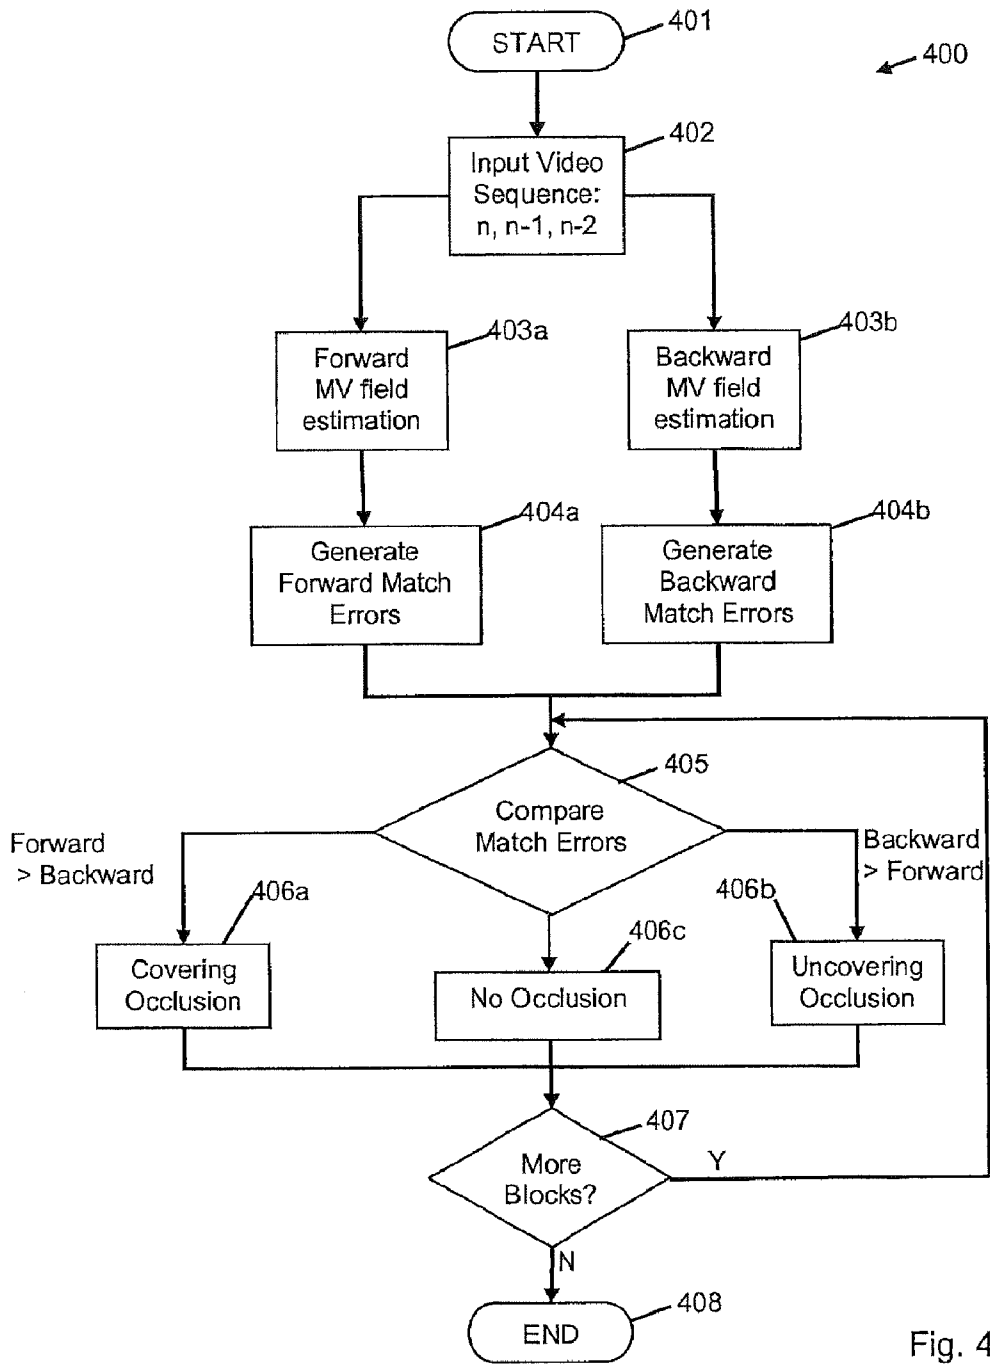 START
401
400
402
Input Video
Sequence:
n, n-1, n-2
403a
403b
Forward
MV field
estimation
Backward
MV field
estimation
404a
404b
Generate
Forward Match
Errors
Generate
Backward
Match Errors
405
Compare
Match Errors
Forward
> Backward
Backward
> Forward
406a
406b
406c
Covering
Occlusion
No Occlusion
Uncovering
Occlusion
407
More
Blocks?
Y
N
408
END
Fig. 4